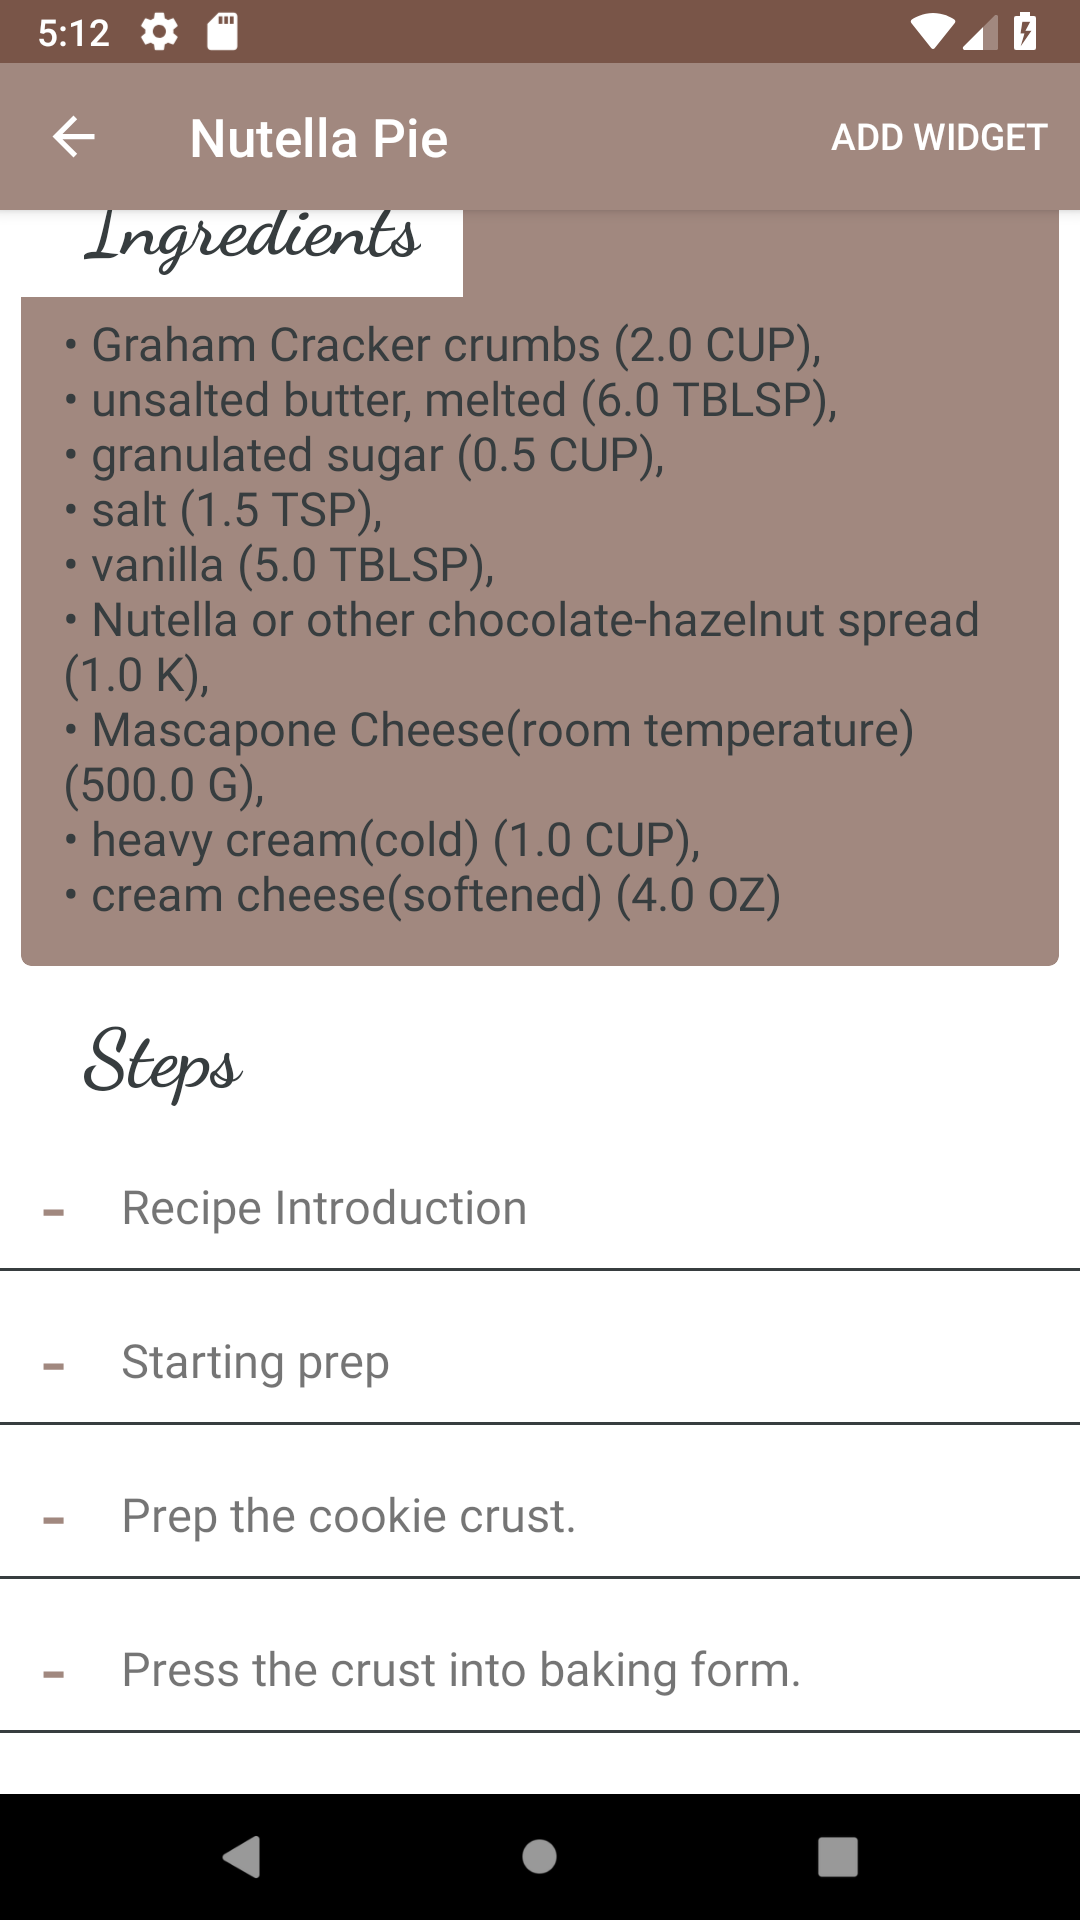 5:12
Nutella Pie
ADD WIDGET
Ingredients
• Graham Cracker crumbs (2.0 CUP),
• unsalted butter, melted (6.0 TBLSP),
• granulated sugar (0.5 CUP),
• salt (1.5 TSP),
• vanilla (5.0 TBLSP),
• Nutella or other chocolate-hazelnut spread
(1.0 K),
• Mascapone Cheese(room temperature)
(500.0 G),
• heavy cream(cold) (1.0 CUP),
• cream cheese(softened) (4.0 OZ)
Steps
- Recipe Introduction
- Starting prep
- Prep the cookie crust.
- Press the crust into baking form.